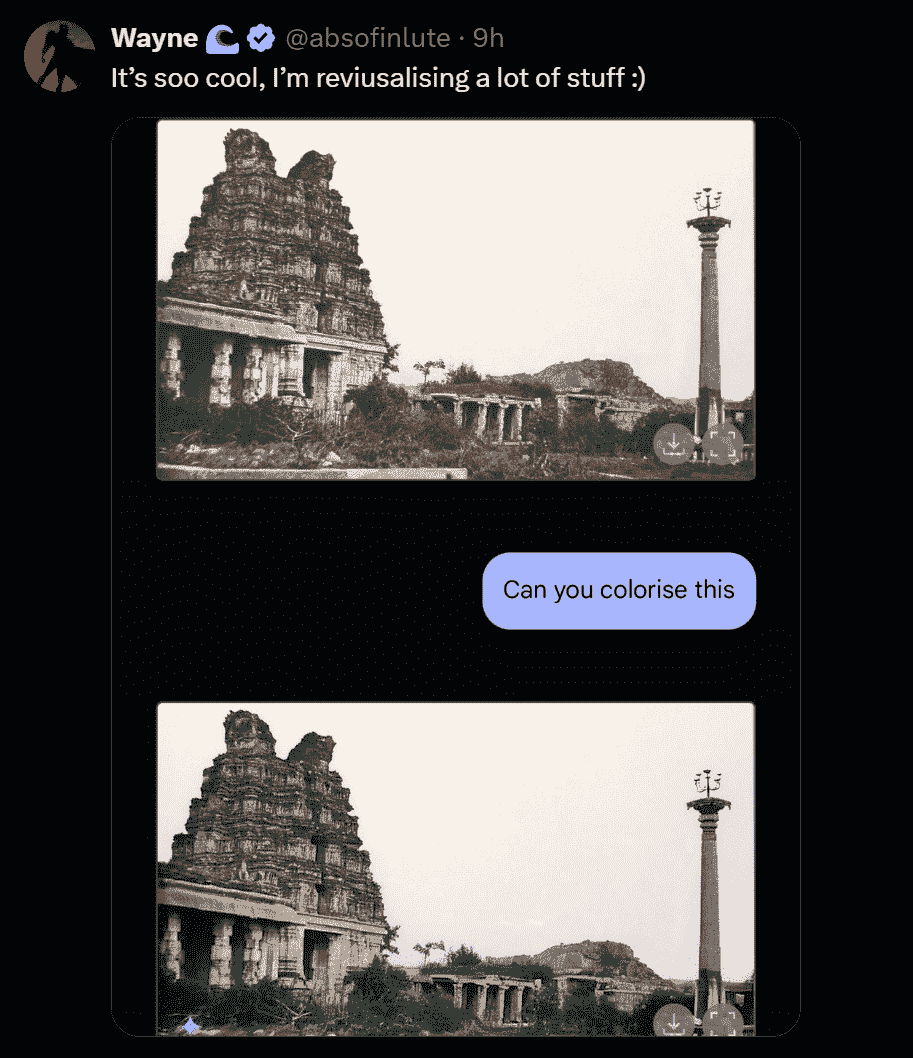 Wayne 🌊 @absofinlute · 9h
It’s soo cool, I’m reviusalising a lot of stuff :)
Can you colorise this